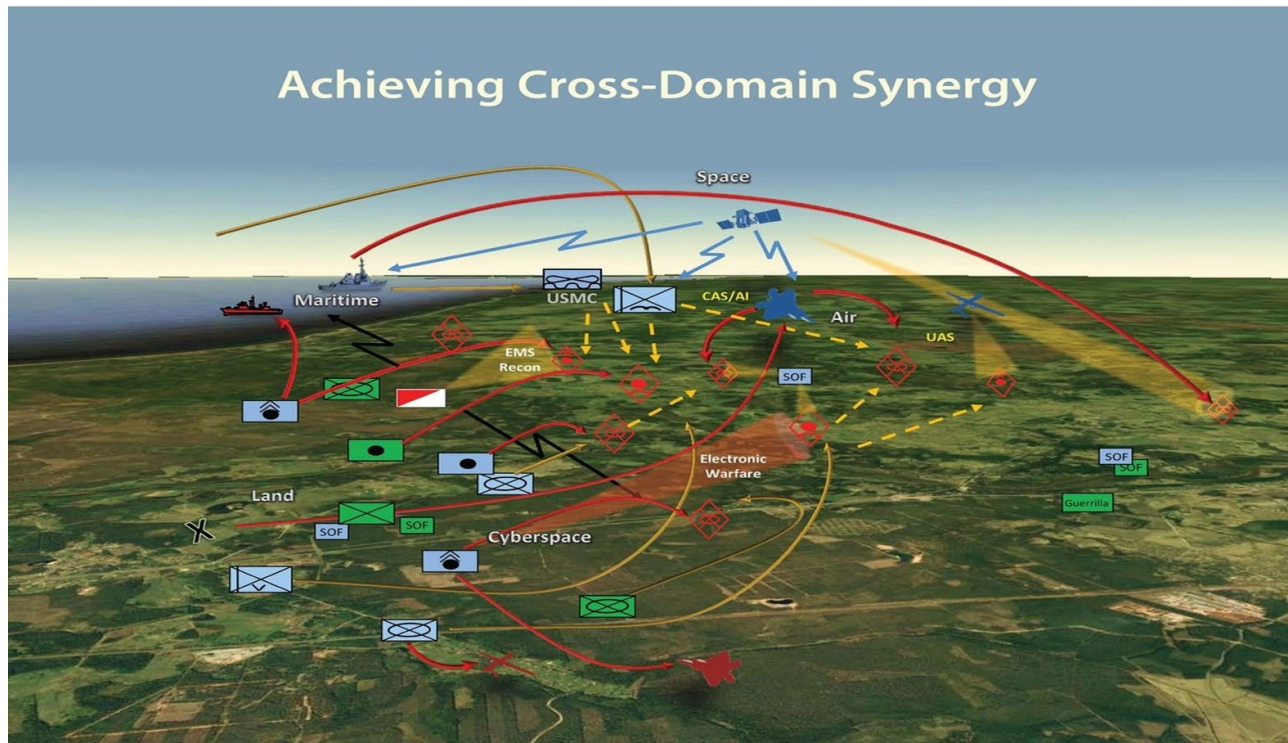 Achieving Cross-Domain Synergy
Space
Maritime
USMC
CAS/AI
Air
UAS
EMS
Recon
SOF
Electronic
Warfare
SOF
SOF
Land
Guerrilla
SOF
SOF
Cyberspace